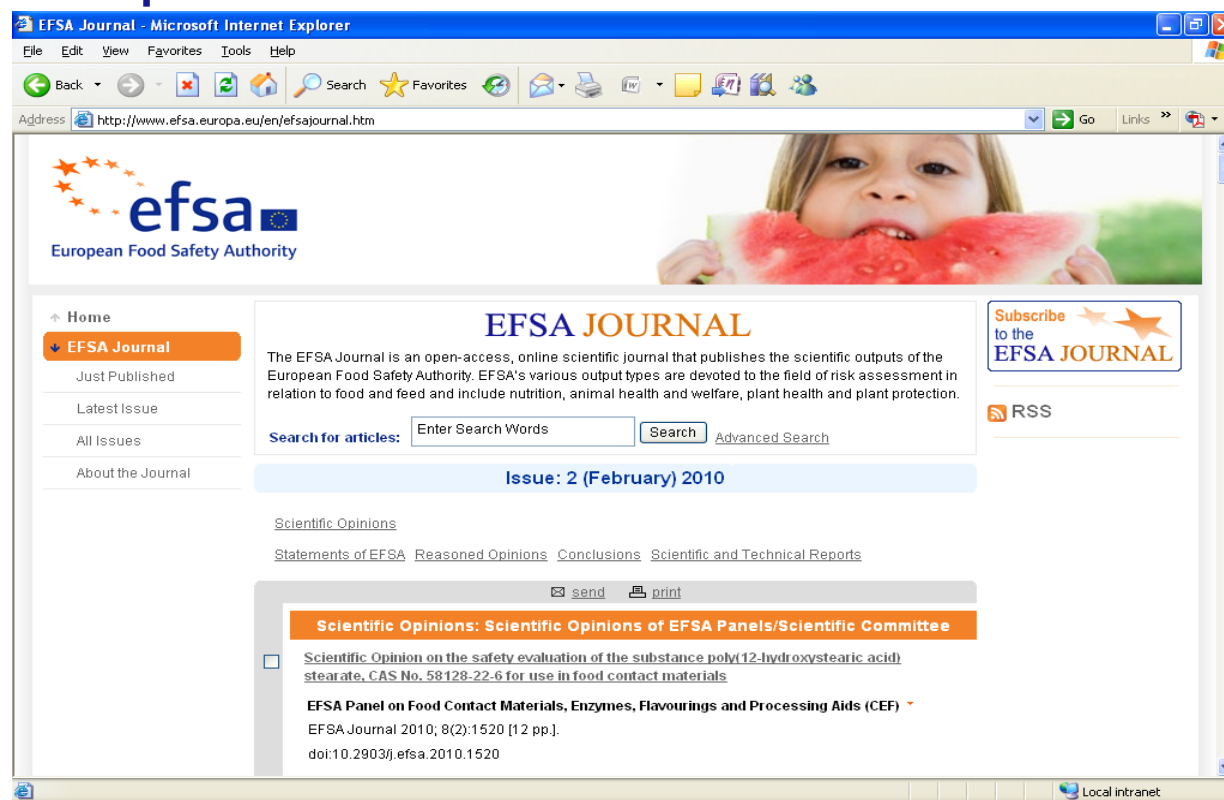 EFSA Journal - Microsoft Internet Explorer
File Edit View Favorites Tools Help
Back Search Favorites
Address http://www.efsa.europa.eu/en/efsajournal.htm Go Links »
efsa
European Food Safety Authority
Home
EFSA Journal
Just Published
Latest Issue
All Issues
About the Journal
EFSA JOURNAL
The EFSA Journal is an open-access, online scientific journal that publishes the scientific outputs of the
European Food Safety Authority. EFSA's various output types are devoted to the field of risk assessment in
relation to food and feed and include nutrition, animal health and welfare, plant health and plant protection.
Search for articles: Enter Search Words Search Advanced Search
Issue: 2 (February) 2010
Scientific Opinions
Statements of EFSA Reasoned Opinions Conclusions Scientific and Technical Reports
send print
Scientific Opinions: Scientific Opinions of EFSA Panels/Scientific Committee
Scientific Opinion on the safety evaluation of the substance poly(12-hydroxystearic acid)
stearate, CAS No. 58128-22-6 for use in food contact materials
EFSA Panel on Food Contact Materials, Enzymes, Flavourings and Processing Aids (CEF)
EFSA Journal 2010; 8(2):1520 [12 pp.].
doi:10.2903/j.efsa.2010.1520
Subscribe
to the
EFSA JOURNAL
RSS
Local intranet